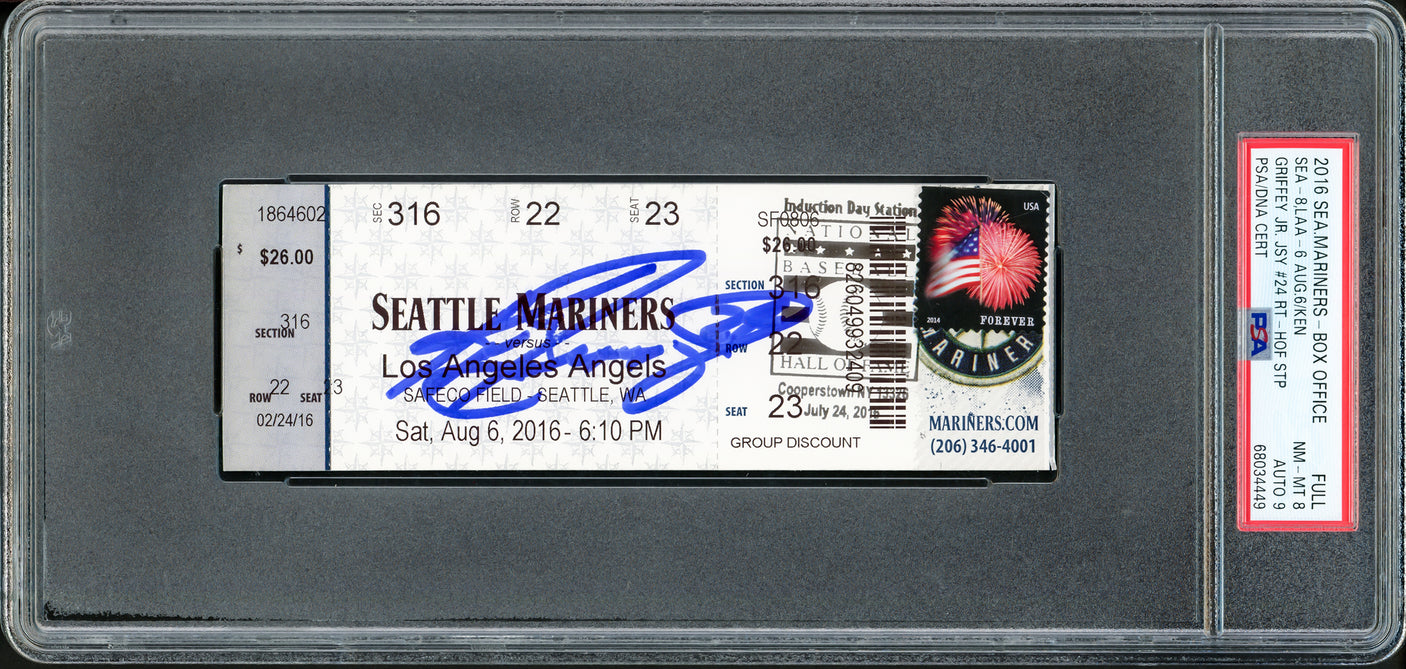 1864602
$ $26.00
SECTION 316
ROW 22 SEAT 23
02/24/16
SEC 316 ROW 22 SEAT 23
SEATTLE MARINERS
- versus -
Los Angeles Angels
SAFECO FIELD - SEATTLE, WA
Sat, Aug 6, 2016 - 6:10 PM
SF0806
$26.00
SECTION 316
ROW 22
SEAT 23
GROUP DISCOUNT
8260499932409
Induction Day Station
NATIONAL
BASE
HALL OF
Cooperstown NY
July 24, 2016
USA
2014 FOREVER
MARINER
MARINERS.COM
(206) 346-4001
2016 SEA.MARINERS - BOX OFFICE FULL
SEA - 8LAA - 6 AUG.6/KEN NM - MT 8
GRIFFEY JR. JSY #24 RT - HOF STP AUTO 9
PSA/DNA CERT 68034449
PSA